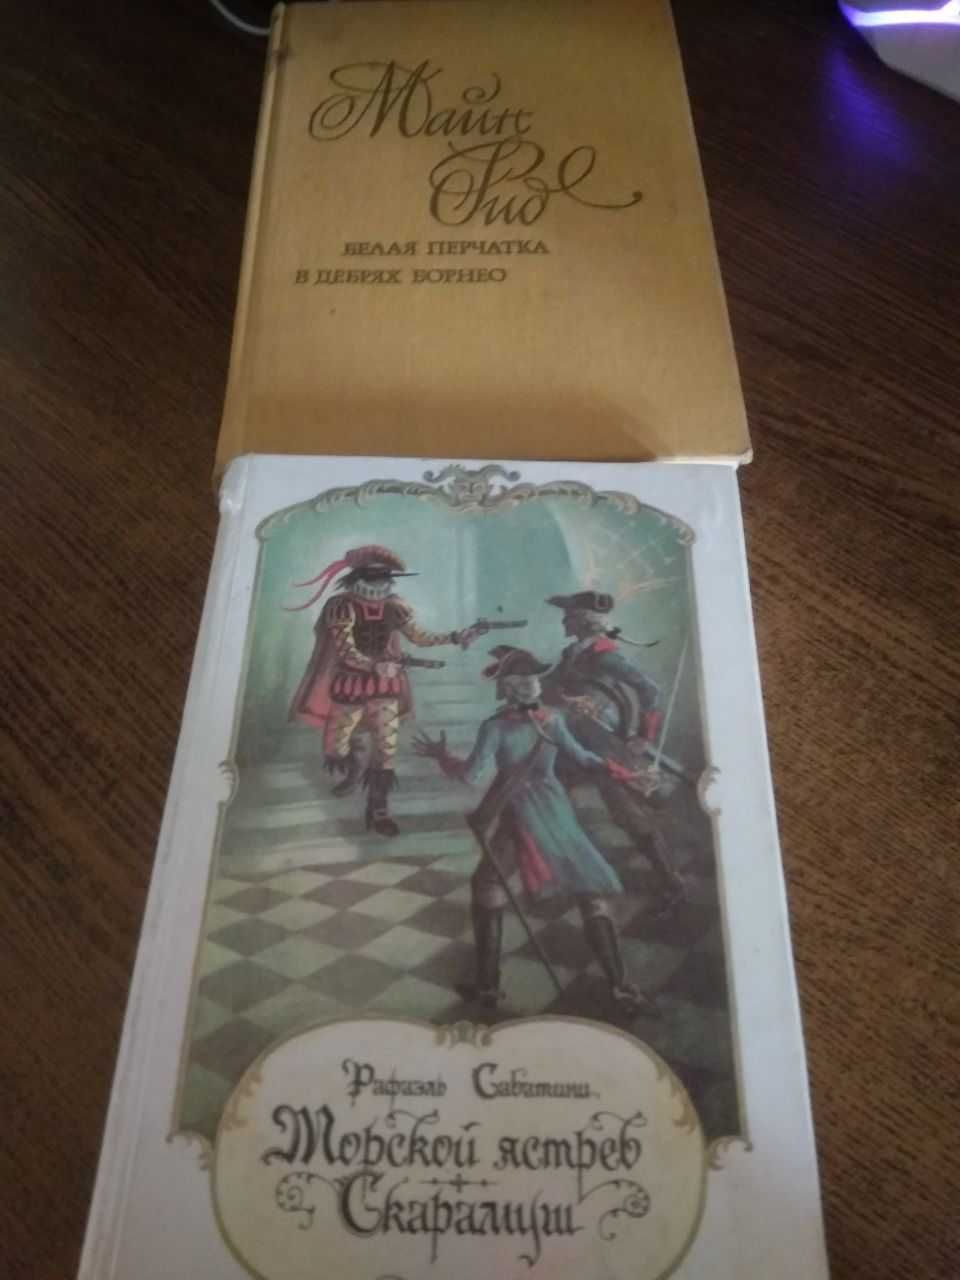 Майн
Рид
БЕЛАЯ ПЕРЧАТКА
В ДЕБРЯХ БОРНЕО
Рафаэль Сабатини
Морской ястреб
Скарамуш